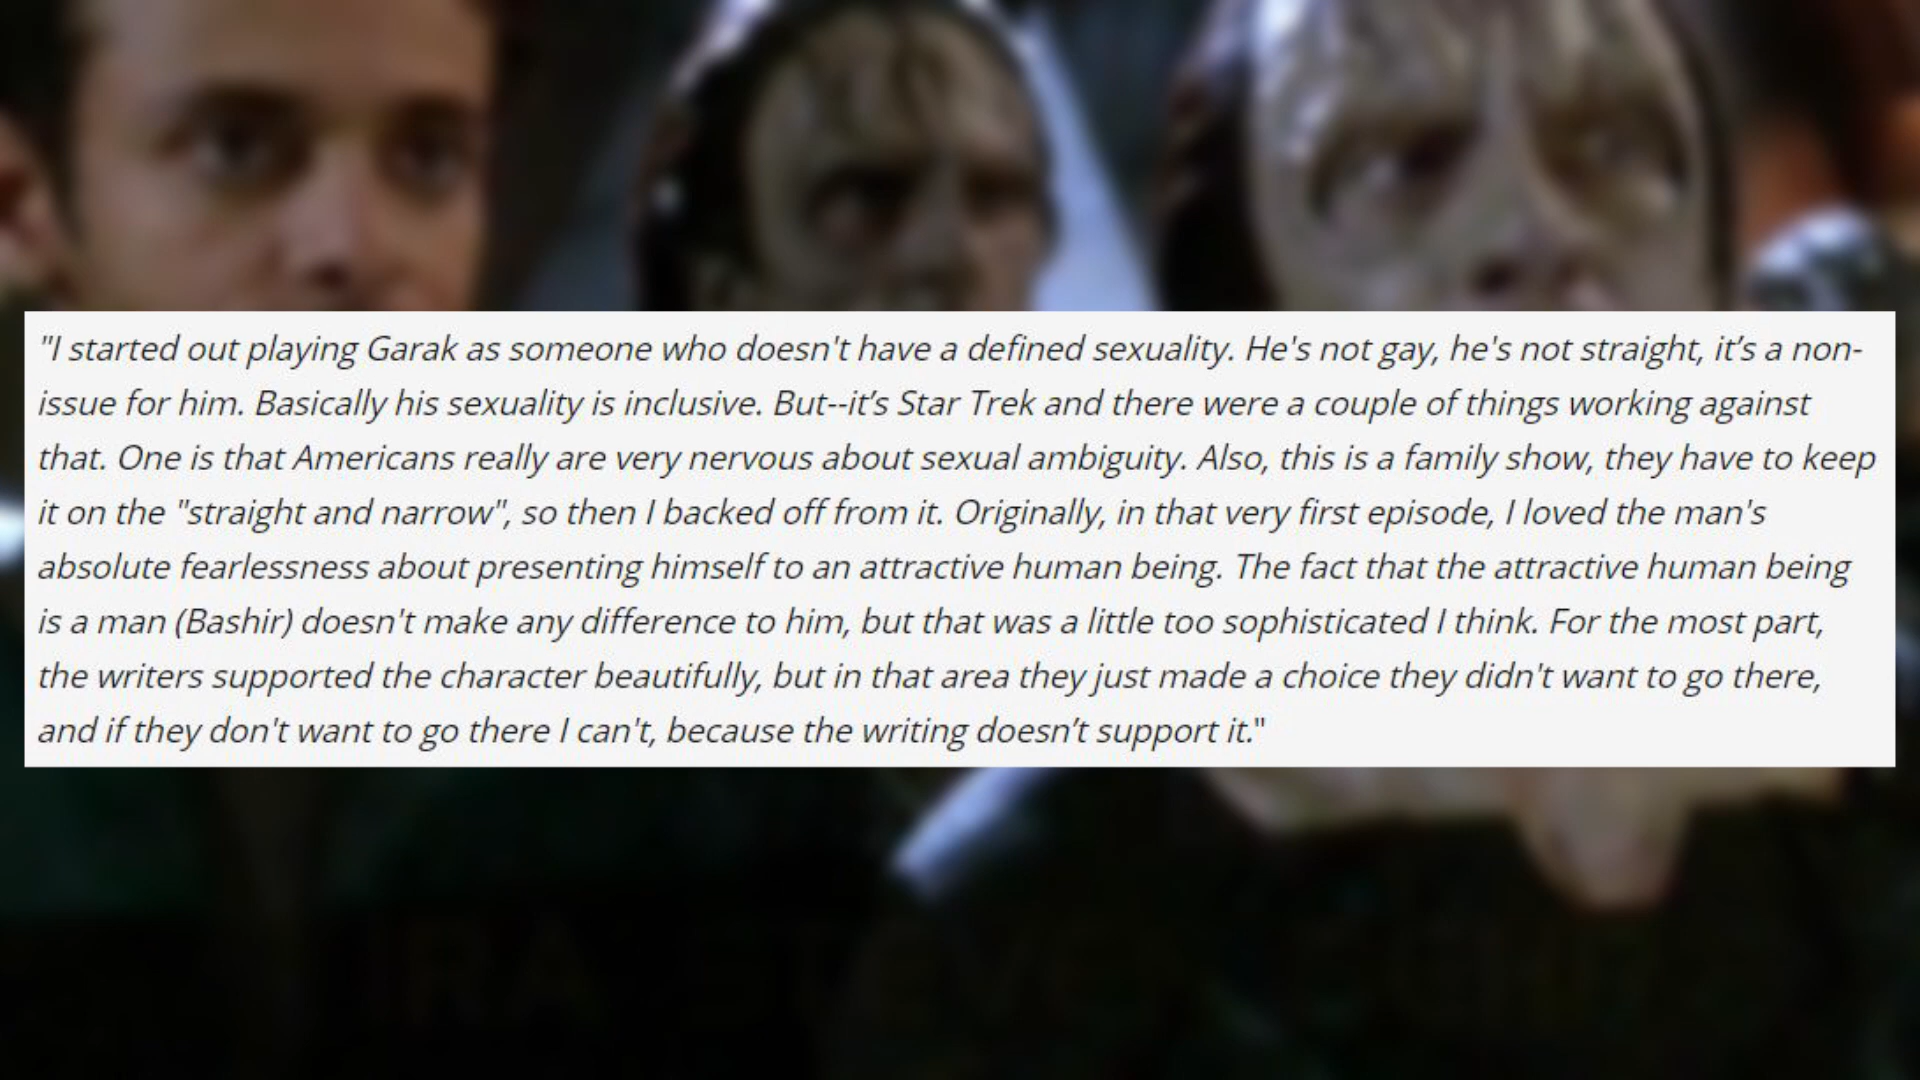 "I started out playing Garak as someone who doesn't have a defined sexuality. He's not gay, he's not straight, it’s a non-
issue for him. Basically his sexuality is inclusive. But--it’s Star Trek and there were a couple of things working against
that. One is that Americans really are very nervous about sexual ambiguity. Also, this is a family show, they have to keep
it on the "straight and narrow", so then I backed off from it. Originally, in that very first episode, I loved the man's
absolute fearlessness about presenting himself to an attractive human being. The fact that the attractive human being
is a man (Bashir) doesn't make any difference to him, but that was a little too sophisticated I think. For the most part,
the writers supported the character beautifully, but in that area they just made a choice they didn't want to go there,
and if they don't want to go there I can't, because the writing doesn’t support it."